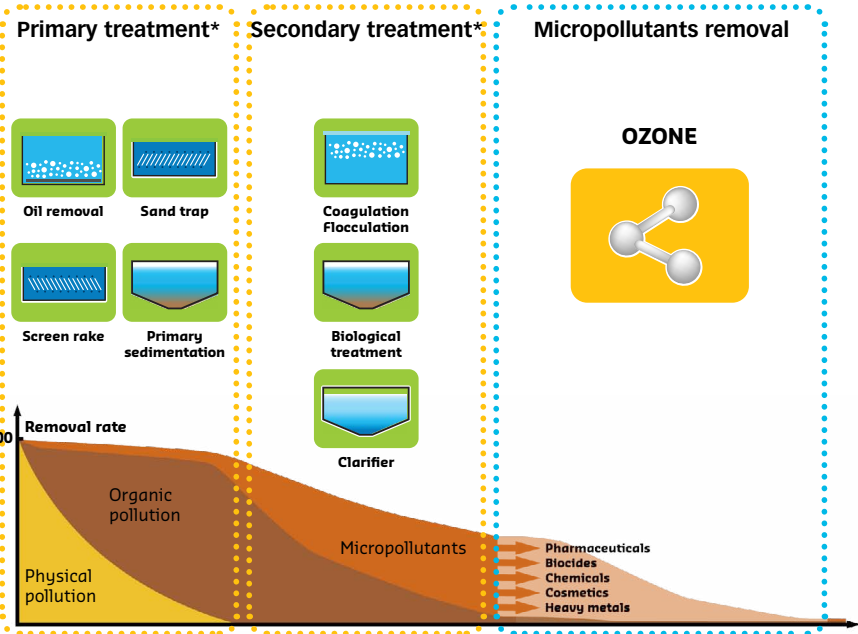 Primary treatment*
Secondary treatment*
Micropollutants removal
OZONE
Oil removal
Sand trap
Coagulation
Flocculation
Screen rake
Primary
sedimentation
Biological
treatment
Clarifier
Removal rate
00
Organic
pollution
Micropollutants
Physical
pollution
Pharmaceuticals
Biocides
Chemicals
Cosmetics
Heavy metals